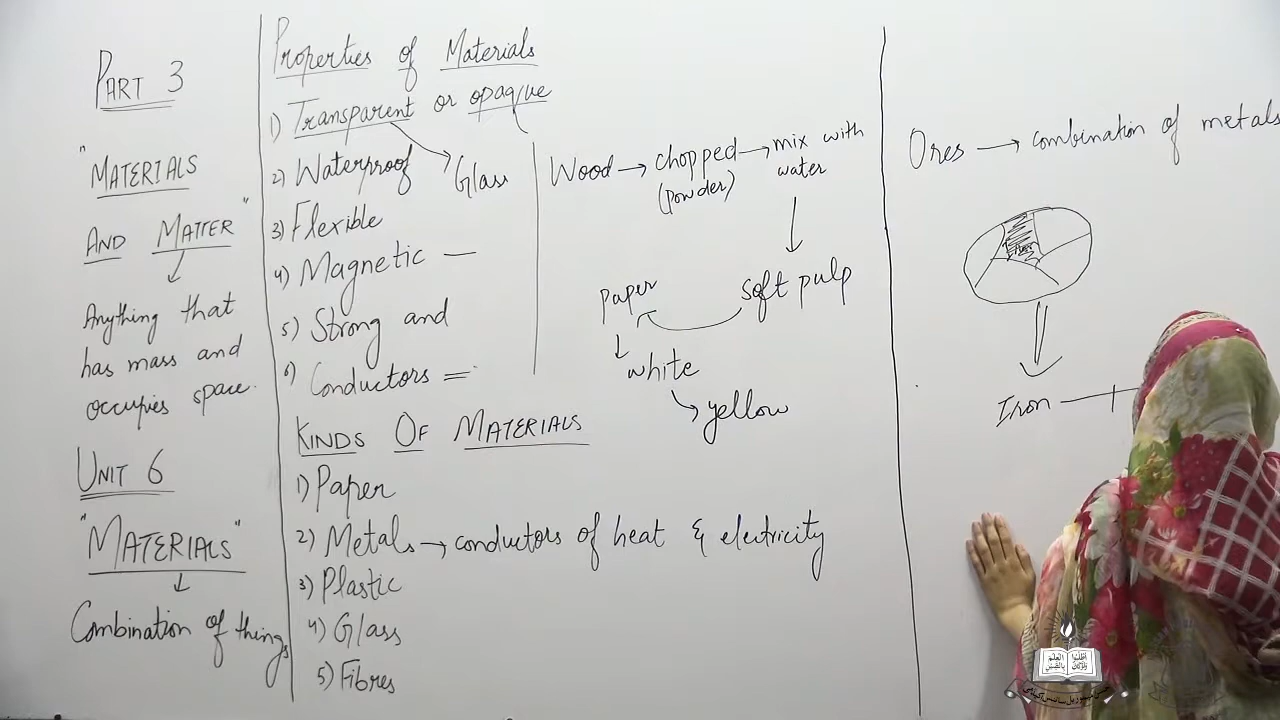 PART 3
"MATERIALS
AND MATTER"
Anything that
has mass and
occupies space.
UNIT 6
"MATERIALS"
Combination of things
Properties of Materials
1) Transparent or opaque
2) Waterproof
Glass
3) Flexible
4) Magnetic —
5) Strong and
6) Conductors =
KINDS OF MATERIALS
1) Paper
2) Metals → conductors of heat & electricity
3) Plastic
4) Glass
5) Fibres
Wood → chopped → mix with
(powder) water
soft pulp
paper
white
yellow
Ores → combination of metals
Iron